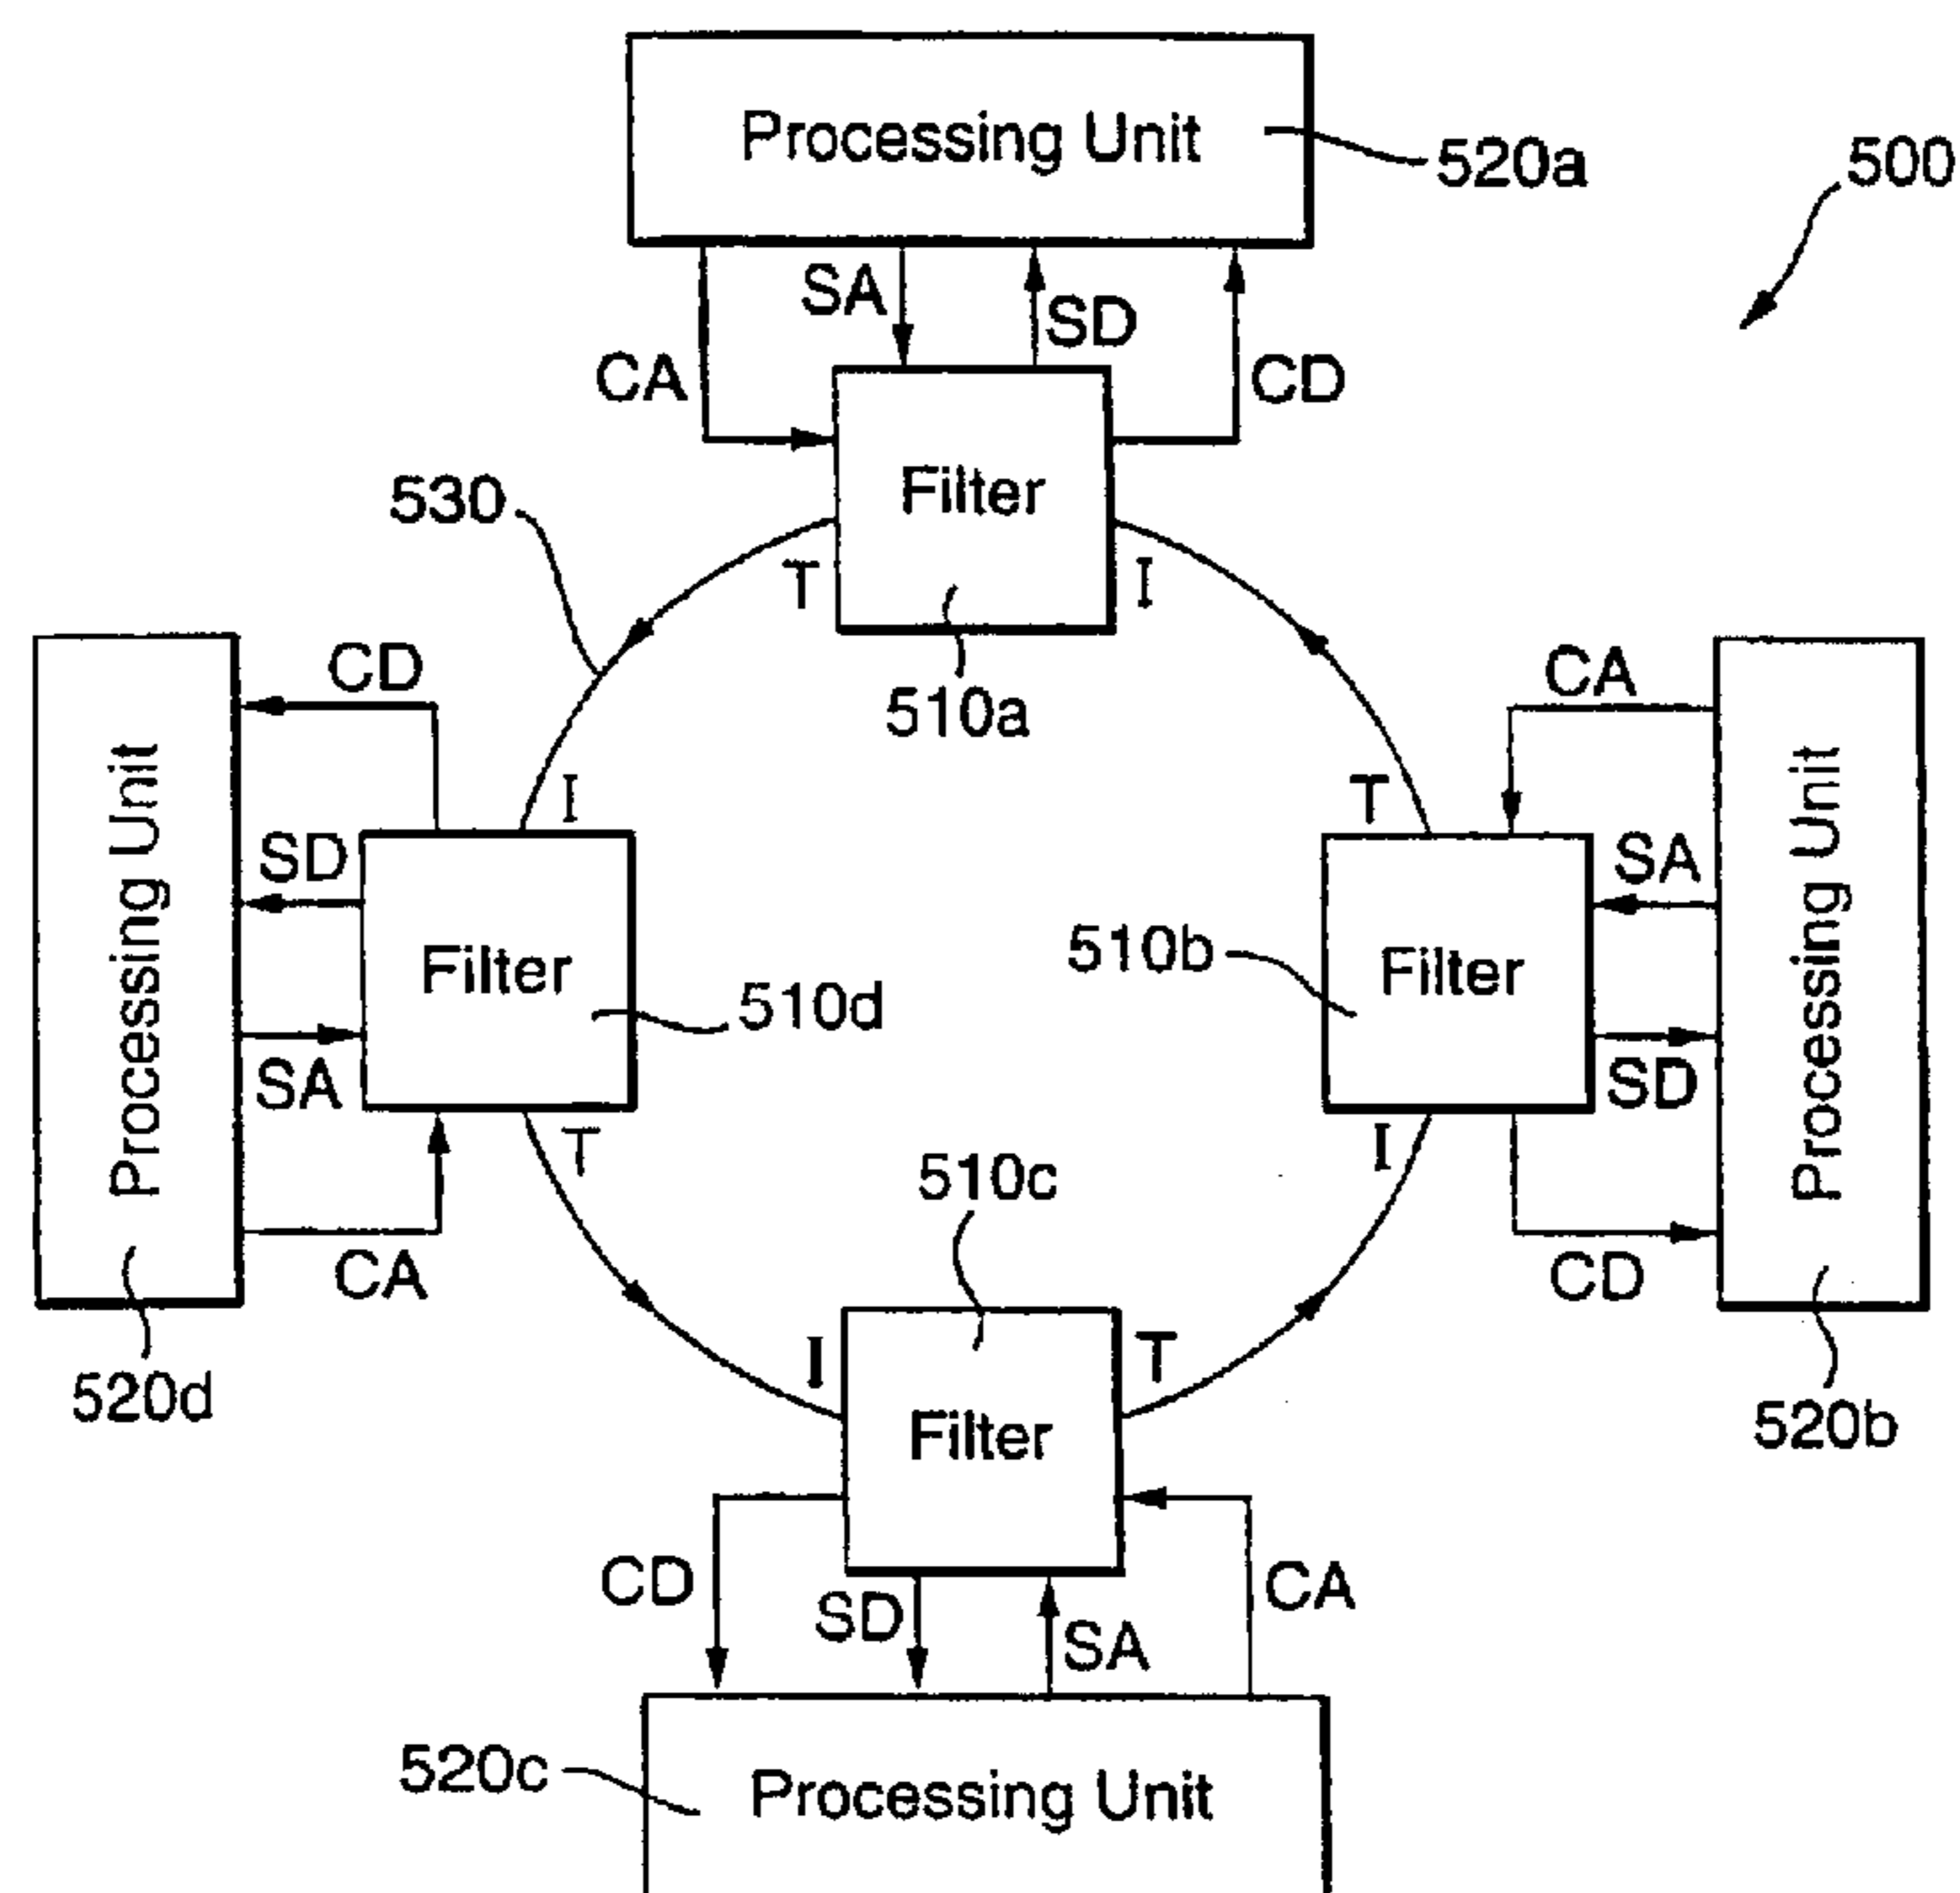 Processing Unit
520a
500
SA
SD
CA
CD
Filter
530
T
I
510a
CD
CA
I
T
Processing Unit
SD
Filter
510d
SA
T
CA
520d
SA
510b
Filter
SD
I
CD
Processing Unit
520b
510c
I
T
Filter
CD
SD
SA
CA
520c
Processing Unit